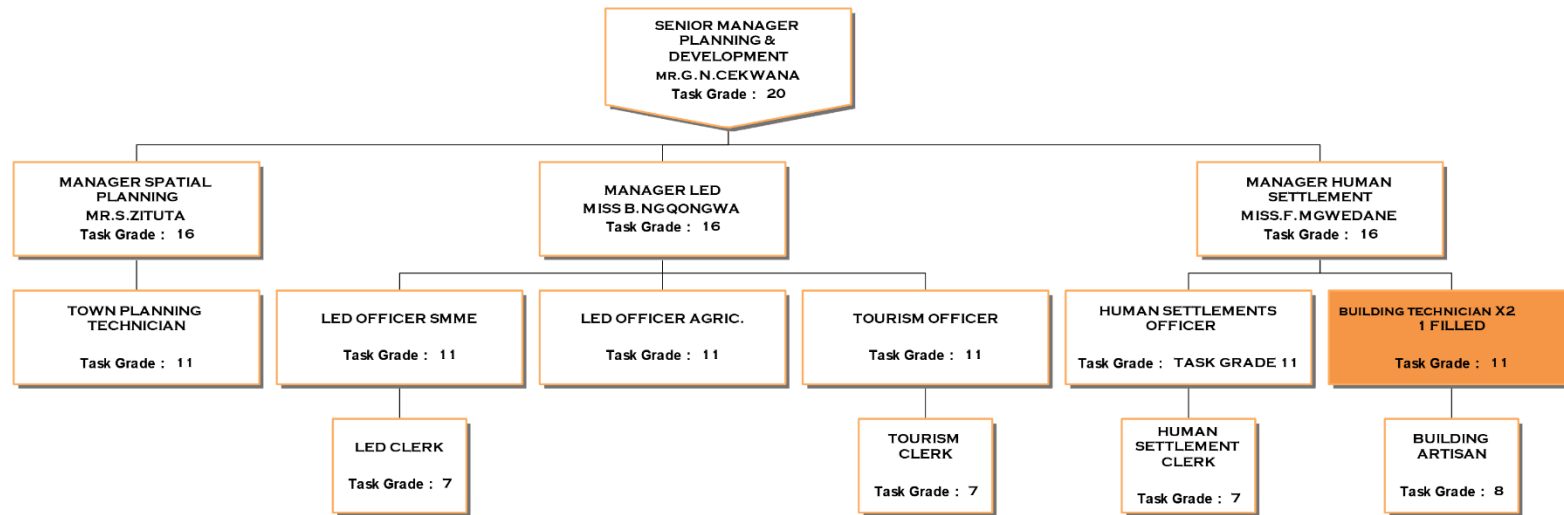 SENIOR MANAGER
PLANNING &
DEVELOPMENT
MR.G.N.CEKWANA
Task Grade : 20
MANAGER SPATIAL
PLANNING
MR.S.ZITUTA
Task Grade : 16
MANAGER LED
MISS B.NGQONGWA
Task Grade : 16
MANAGER HUMAN
SETTLEMENT
MISS.F.MGWEDANE
Task Grade : 16
TOWN PLANNING
TECHNICIAN
Task Grade : 11
LED OFFICER SMME
Task Grade : 11
LED OFFICER AGRIC.
Task Grade : 11
TOURISM OFFICER
Task Grade : 11
HUMAN SETTLEMENTS
OFFICER
Task Grade : TASK GRADE 11
BUILDING TECHNICIAN X2
1 FILLED
Task Grade : 11
LED CLERK
Task Grade : 7
TOURISM
CLERK
Task Grade : 7
HUMAN
SETTLEMENT
CLERK
Task Grade : 7
BUILDING
ARTISAN
Task Grade : 8